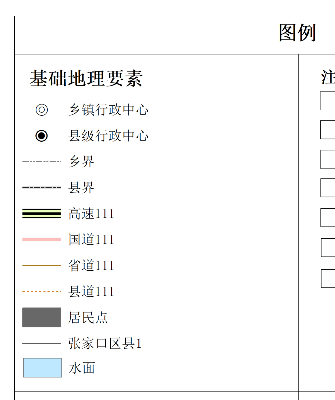 图例
基础地理要素
注
乡镇行政中心
县级行政中心
乡界
县界
高速111
国道111
省道111
县道111
居民点
张家口区县1
水面